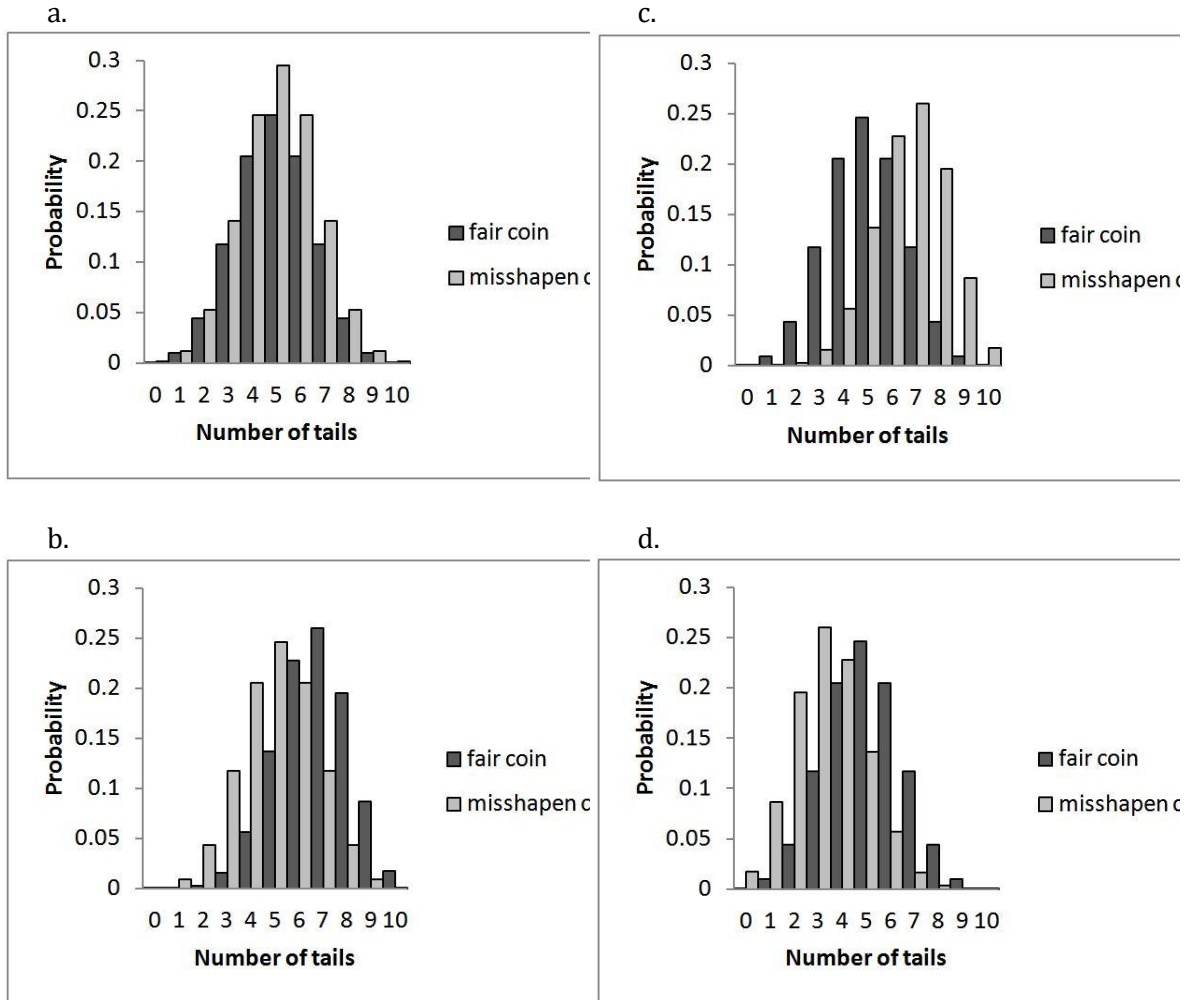 a.
0.3
0.25
0.2
0.15
0.1
0.05
0
Probability
0 1 2 3 4 5 6 7 8 9 10
Number of tails
fair coin
misshapen c
c.
0.3
0.25
0.2
0.15
0.1
0.05
0
Probability
0 1 2 3 4 5 6 7 8 9 10
Number of tails
fair coin
misshapen c
b.
0.3
0.25
0.2
0.15
0.1
0.05
0
Probability
0 1 2 3 4 5 6 7 8 9 10
Number of tails
fair coin
misshapen c
d.
0.3
0.25
0.2
0.15
0.1
0.05
0
Probability
0 1 2 3 4 5 6 7 8 9 10
Number of tails
fair coin
misshapen c